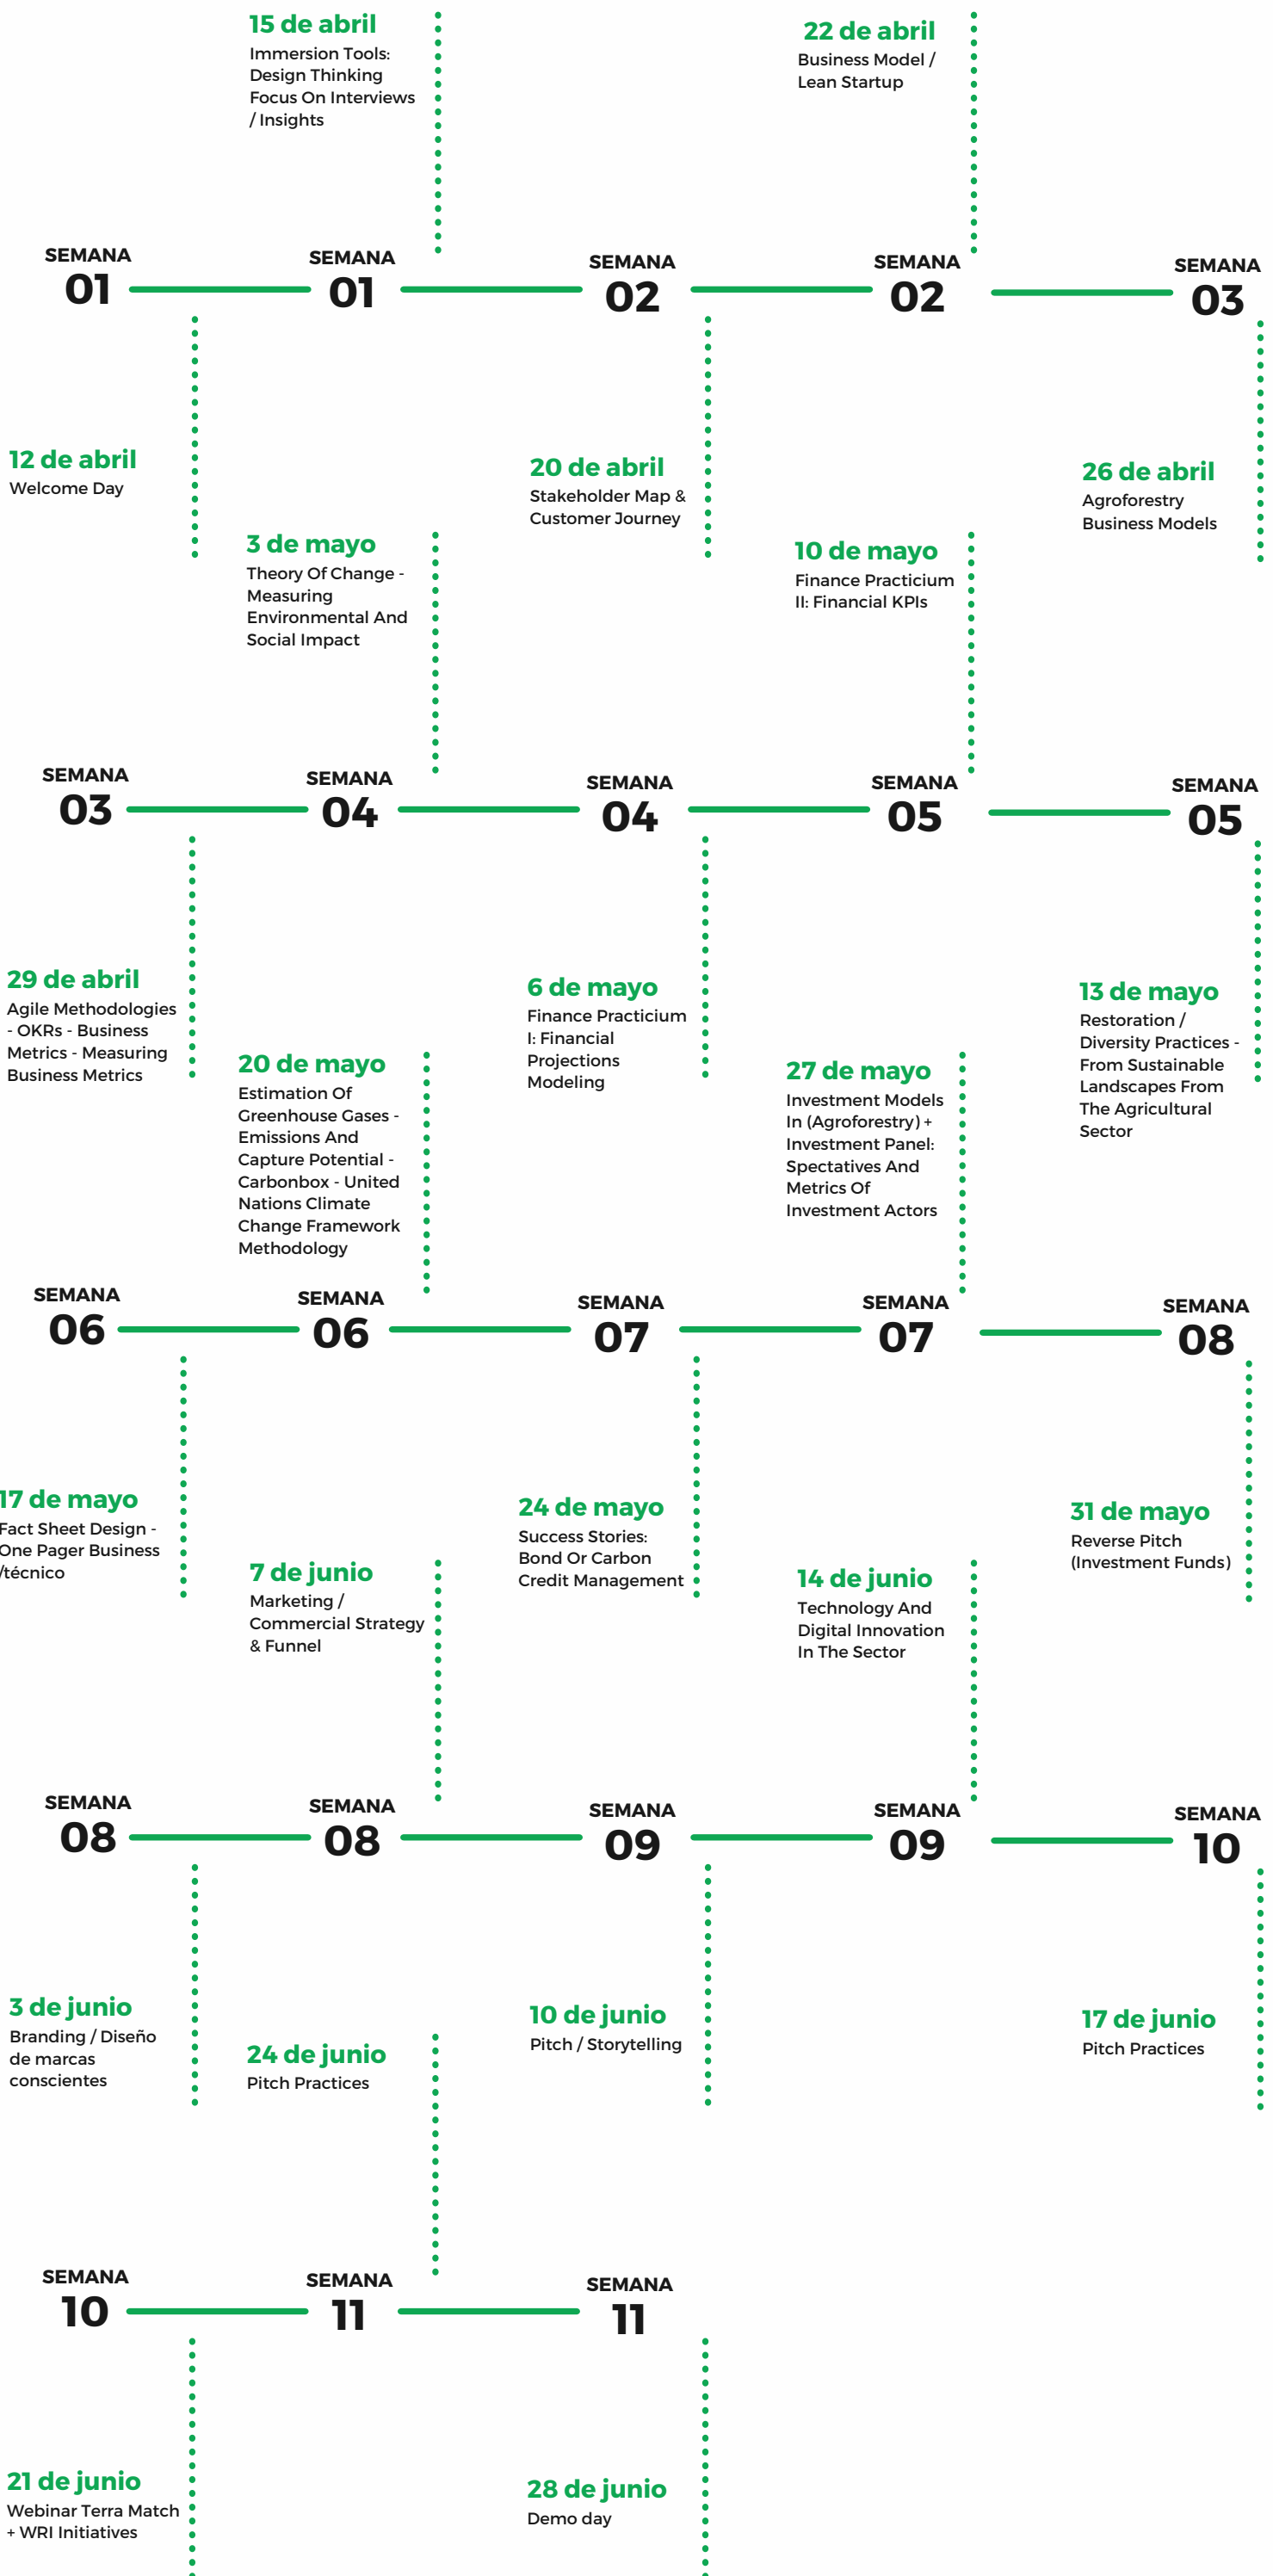 15 de abril
Immersion Tools:
Design Thinking
Focus On Interviews
/ Insights
22 de abril
Business Model /
Lean Startup
SEMANA
01
SEMANA
01
SEMANA
02
SEMANA
02
SEMANA
03
12 de abril
Welcome Day
20 de abril
Stakeholder Map &
Customer Journey
26 de abril
Agroforestry
Business Models
3 de mayo
Theory Of Change -
Measuring
Environmental And
Social Impact
10 de mayo
Finance Practicium
II: Financial KPIs
SEMANA
03
SEMANA
04
SEMANA
04
SEMANA
05
SEMANA
05
29 de abril
Agile Methodologies
- OKRs - Business
Metrics - Measuring
Business Metrics
6 de mayo
Finance Practicium
I: Financial
Projections
Modeling
13 de mayo
Restoration /
Diversity Practices -
From Sustainable
Landscapes From
The Agricultural
Sector
20 de mayo
Estimation Of
Greenhouse Gases -
Emissions And
Capture Potential -
Carbonbox - United
Nations Climate
Change Framework
Methodology
27 de mayo
Investment Models
In (Agroforestry) +
Investment Panel:
Spectatives And
Metrics Of
Investment Actors
SEMANA
06
SEMANA
06
SEMANA
07
SEMANA
07
SEMANA
08
17 de mayo
Fact Sheet Design -
One Pager Business
/técnico
24 de mayo
Success Stories:
Bond Or Carbon
Credit Management
31 de mayo
Reverse Pitch
(Investment Funds)
7 de junio
Marketing /
Commercial Strategy
& Funnel
14 de junio
Technology And
Digital Innovation
In The Sector
SEMANA
08
SEMANA
08
SEMANA
09
SEMANA
09
SEMANA
10
3 de junio
Branding / Diseño
de marcas
conscientes
10 de junio
Pitch / Storytelling
17 de junio
Pitch Practices
24 de junio
Pitch Practices
SEMANA
10
SEMANA
11
SEMANA
11
21 de junio
Webinar Terra Match
+ WRI Initiatives
28 de junio
Demo day